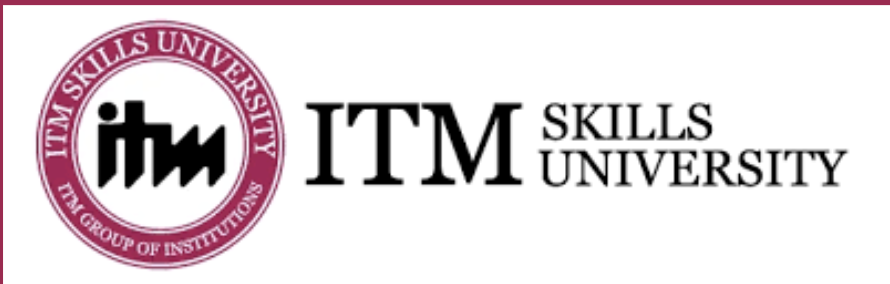 ITM SKILLS UNIVERSITY
itm
ITM GROUP OF INSTITUTIONS
ITM SKILLS
UNIVERSITY